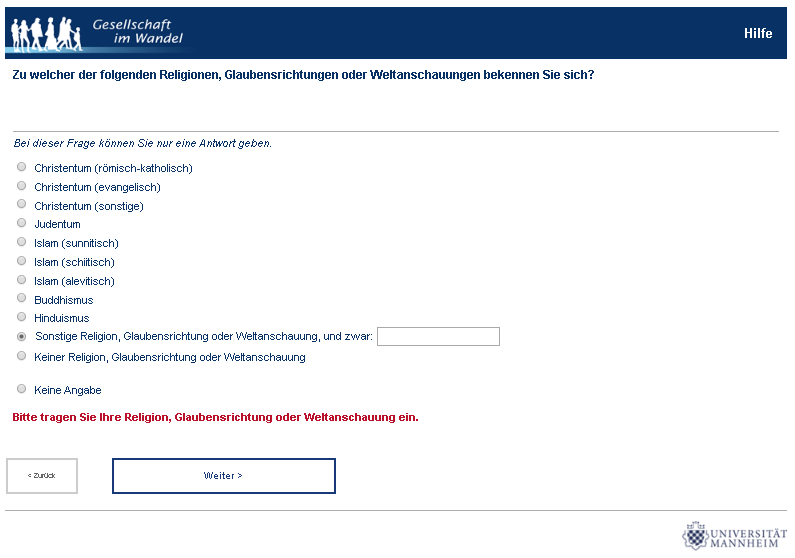 Gesellschaft
im Wandel
Hilfe
Zu welcher der folgenden Religionen, Glaubensrichtungen oder Weltanschauungen bekennen Sie sich?
Bei dieser Frage können Sie nur eine Antwort geben.
Christentum (römisch-katholisch)
Christentum (evangelisch)
Christentum (sonstige)
Judentum
Islam (sunnitisch)
Islam (schiitisch)
Islam (alevitisch)
Buddhismus
Hinduismus
Sonstige Religion, Glaubensrichtung oder Weltanschauung, und zwar:
Keiner Religion, Glaubensrichtung oder Weltanschauung
Keine Angabe
Bitte tragen Sie Ihre Religion, Glaubensrichtung oder Weltanschauung ein.
< Zurück
Weiter >
UNIVERSITÄT
MANNHEIM